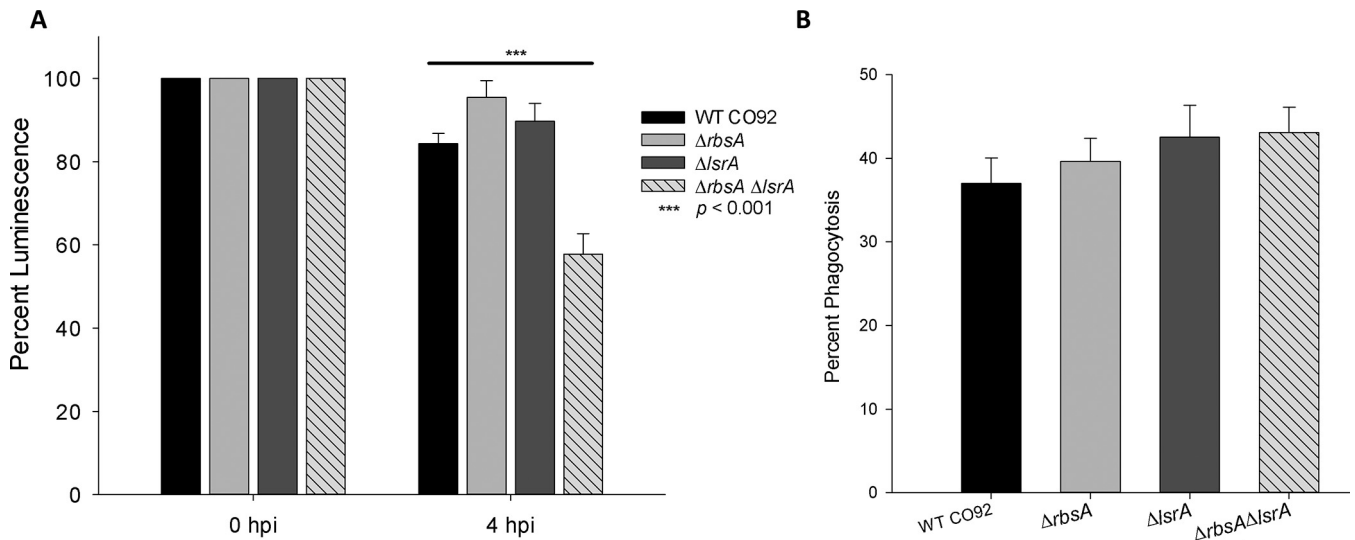 A
Percent Luminescence
100
80
60
40
20
0
0 hpi
4 hpi
***
WT CO92
ΔrbsA
ΔlsrA
ΔrbsA ΔlsrA
*** p < 0.001
B
Percent Phagocytosis
50
40
30
20
10
0
WT CO92
ΔrbsA
ΔlsrA
ΔrbsAΔlsrA